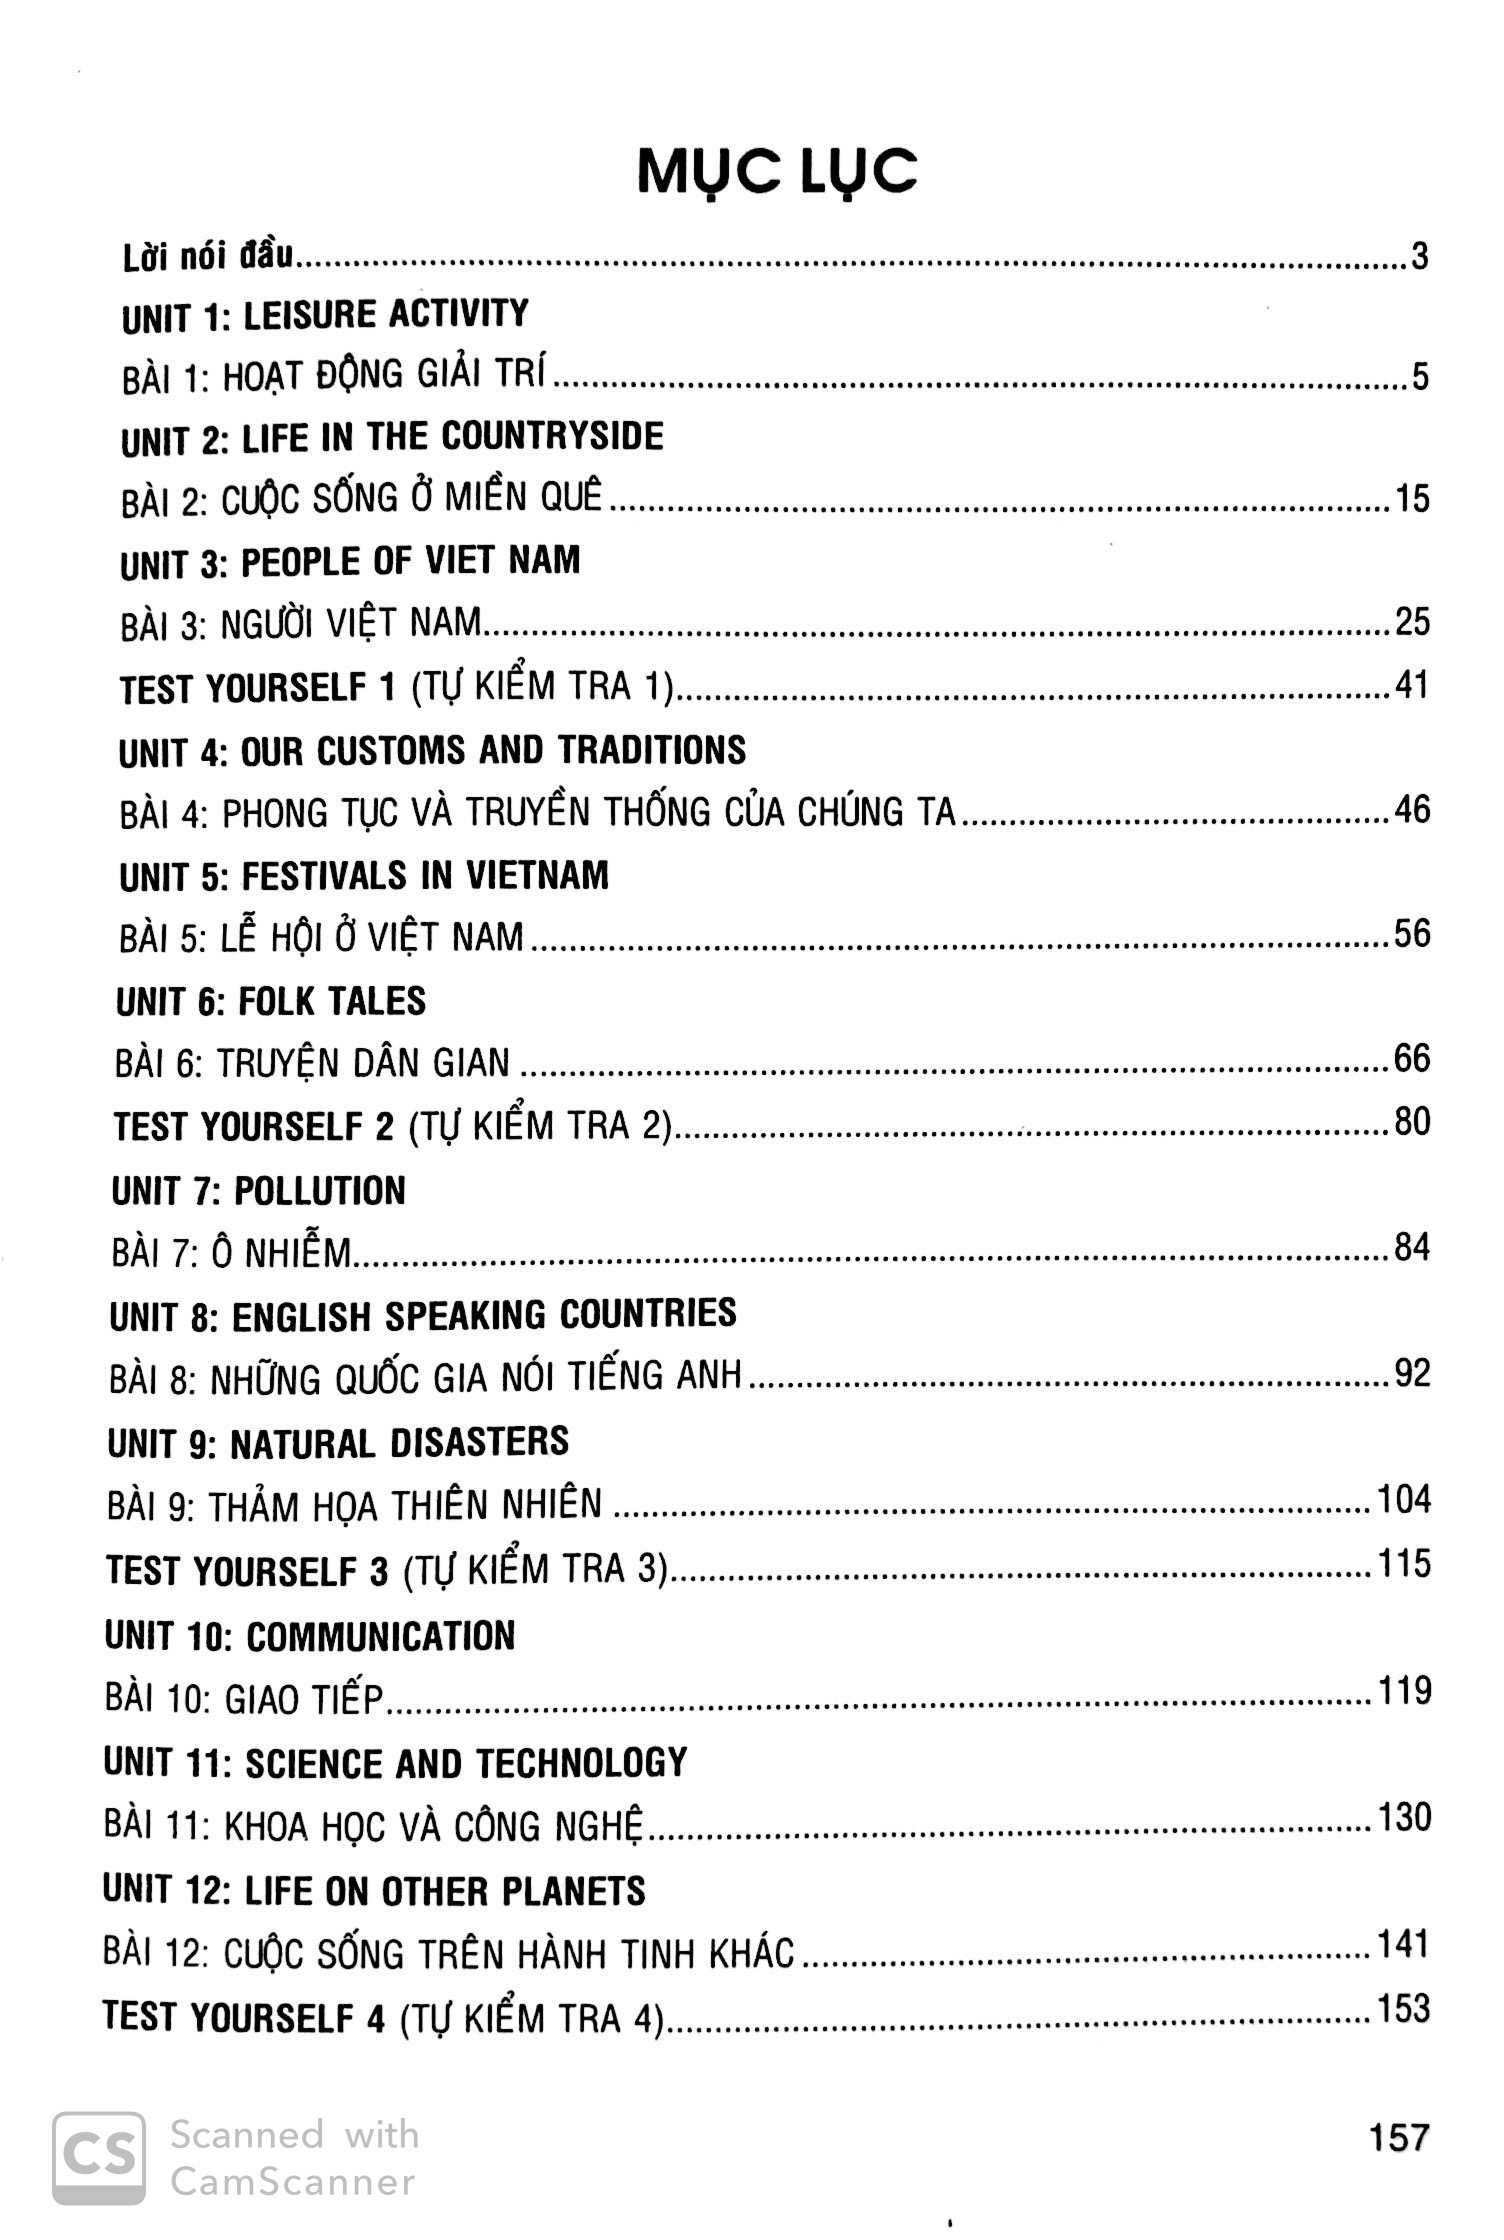 MỤC LỤC
Lời nói đầu........3
UNIT 1: LEISURE ACTIVITY
BÀI 1: HOẠT ĐỘNG GIẢI TRÍ........5
UNIT 2: LIFE IN THE COUNTRYSIDE
BÀI 2: CUỘC SỐNG Ở MIỀN QUÊ........15
UNIT 3: PEOPLE OF VIET NAM
BÀI 3: NGƯỜI VIỆT NAM........25
TEST YOURSELF 1 (TỰ KIỂM TRA 1)........41
UNIT 4: OUR CUSTOMS AND TRADITIONS
BÀI 4: PHONG TỤC VÀ TRUYỀN THỐNG CỦA CHÚNG TA........46
UNIT 5: FESTIVALS IN VIETNAM
BÀI 5: LỄ HỘI Ở VIỆT NAM........56
UNIT 6: FOLK TALES
BÀI 6: TRUYỆN DÂN GIAN........66
TEST YOURSELF 2 (TỰ KIỂM TRA 2)........80
UNIT 7: POLLUTION
BÀI 7: Ô NHIỄM........84
UNIT 8: ENGLISH SPEAKING COUNTRIES
BÀI 8: NHỮNG QUỐC GIA NÓI TIẾNG ANH........92
UNIT 9: NATURAL DISASTERS
BÀI 9: THẢM HỌA THIÊN NHIÊN........104
TEST YOURSELF 3 (TỰ KIỂM TRA 3)........115
UNIT 10: COMMUNICATION
BÀI 10: GIAO TIẾP........119
UNIT 11: SCIENCE AND TECHNOLOGY
BÀI 11: KHOA HỌC VÀ CÔNG NGHỆ........130
UNIT 12: LIFE ON OTHER PLANETS
BÀI 12: CUỘC SỐNG TRÊN HÀNH TINH KHÁC........141
TEST YOURSELF 4 (TỰ KIỂM TRA 4)........153
157
CS Scanned with
CamScanner